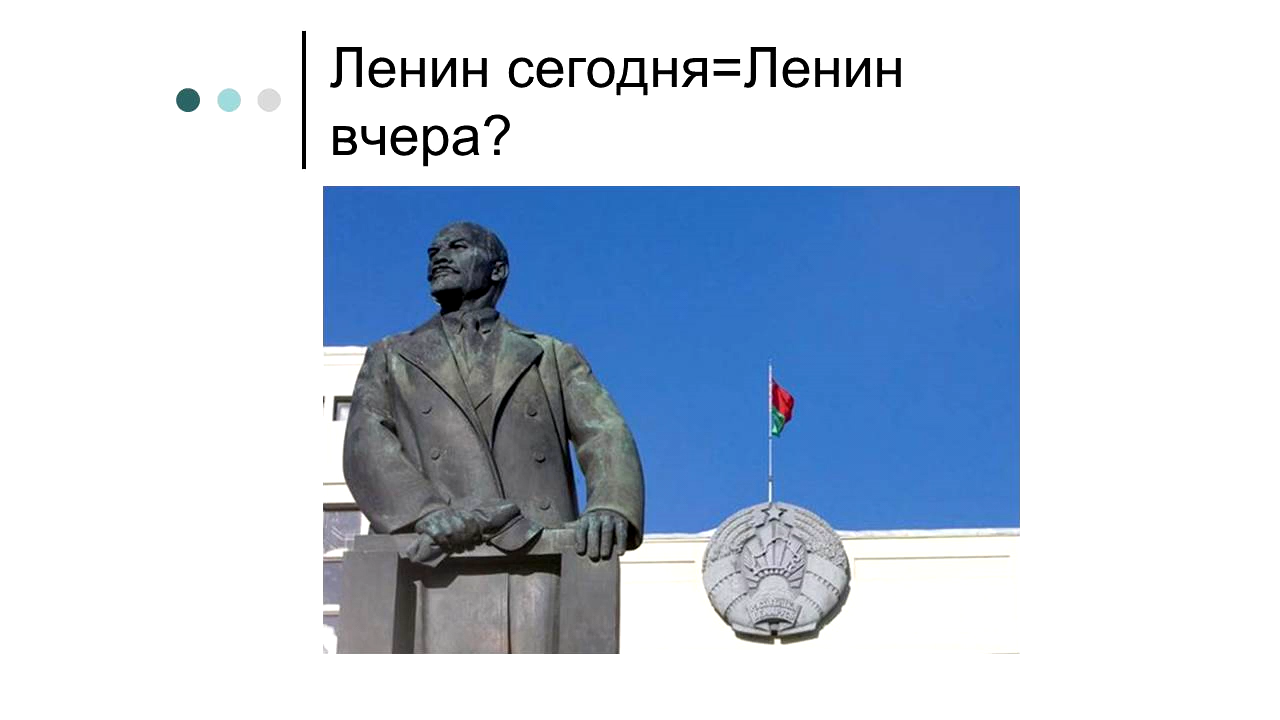 Ленин сегодня=Ленин
вчера?